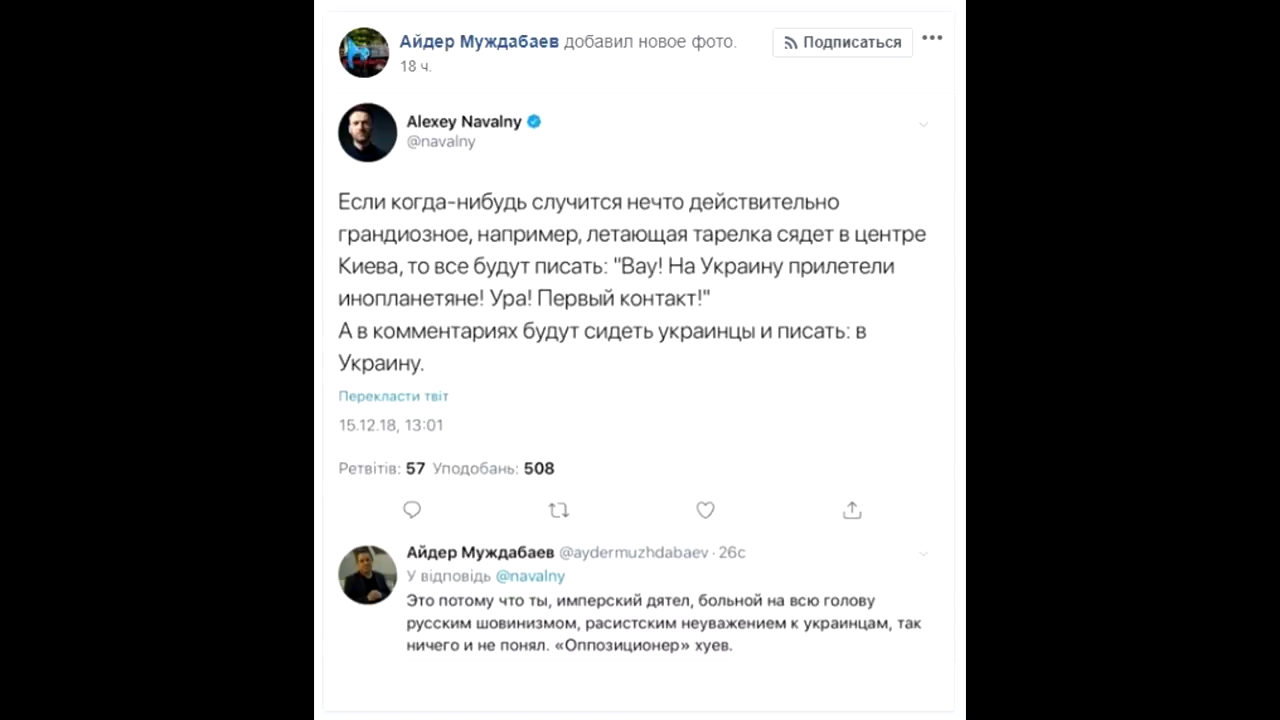 Айдер Муждабаев добавил новое фото.
Подписаться
18 ч.
Alexey Navalny
@navalny
Если когда-нибудь случится нечто действительно
грандиозное, например, летающая тарелка сядет в центре
Киева, то все будут писать: "Вау! На Украину прилетели
инопланетяне! Ура! Первый контакт!"
А в комментариях будут сидеть украинцы и писать: в
Украину.
Перекласти твіт
15.12.18, 13:01
Ретвітів: 57 Уподобань: 508
Айдер Муждабаев @aydermuzhdabaev · 26с
У відповідь @navalny
Это потому что ты, имперский дятел, больной на всю голову
русским шовинизмом, расистским неуважением к украинцам, так
ничего и не понял. «Оппозиционер» хуев.